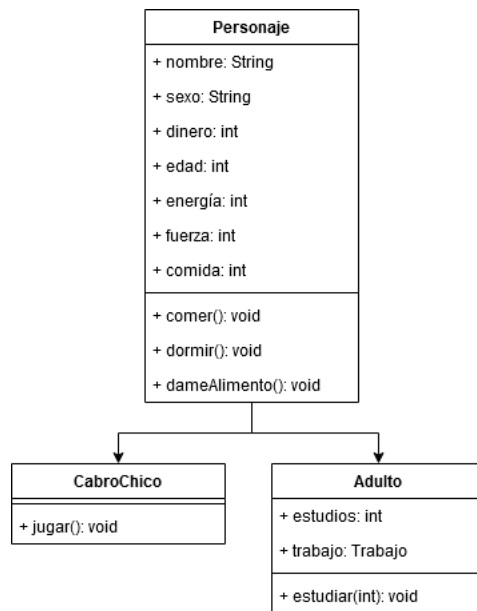 Personaje
+ nombre: String
+ sexo: String
+ dinero: int
+ edad: int
+ energía: int
+ fuerza: int
+ comida: int
+ comer(): void
+ dormir(): void
+ dameAlimento(): void
CabroChico
+ jugar(): void
Adulto
+ estudios: int
+ trabajo: Trabajo
+ estudiar(int): void